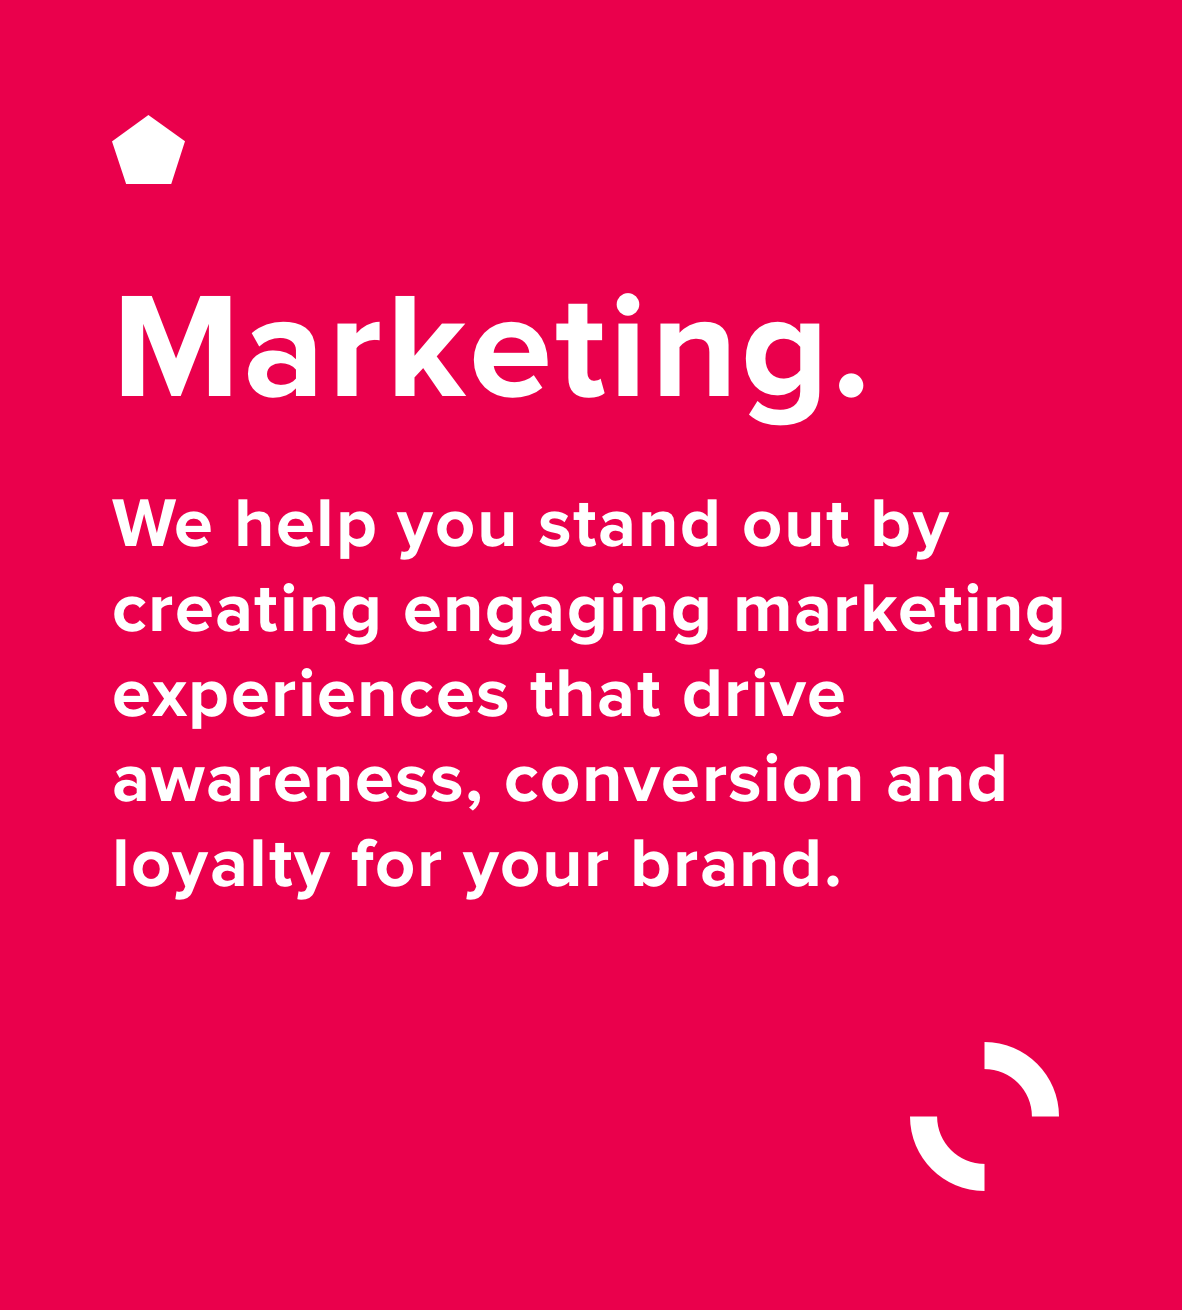 Marketing.
We help you stand out by
creating engaging marketing
experiences that drive
awareness, conversion and
loyalty for your brand.